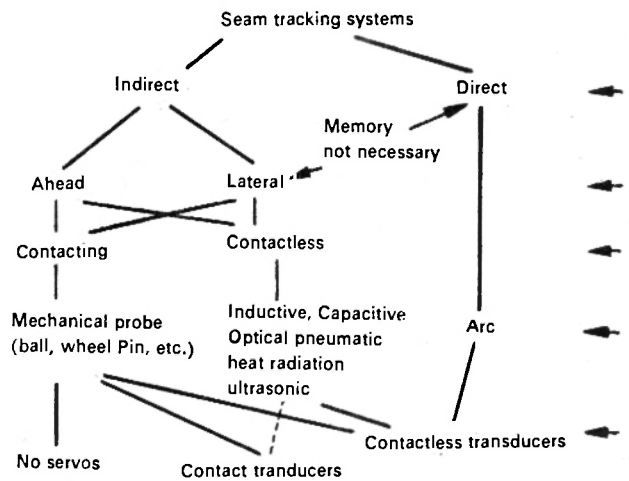 Seam tracking systems
Indirect
Direct
Memory
not necessary
Ahead
Lateral
Contacting
Contactless
Mechanical probe
(ball, wheel Pin, etc.)
Inductive, Capacitive
Optical pneumatic
heat radiation
ultrasonic
Arc
No servos
Contact tranducers
Contactless transducers